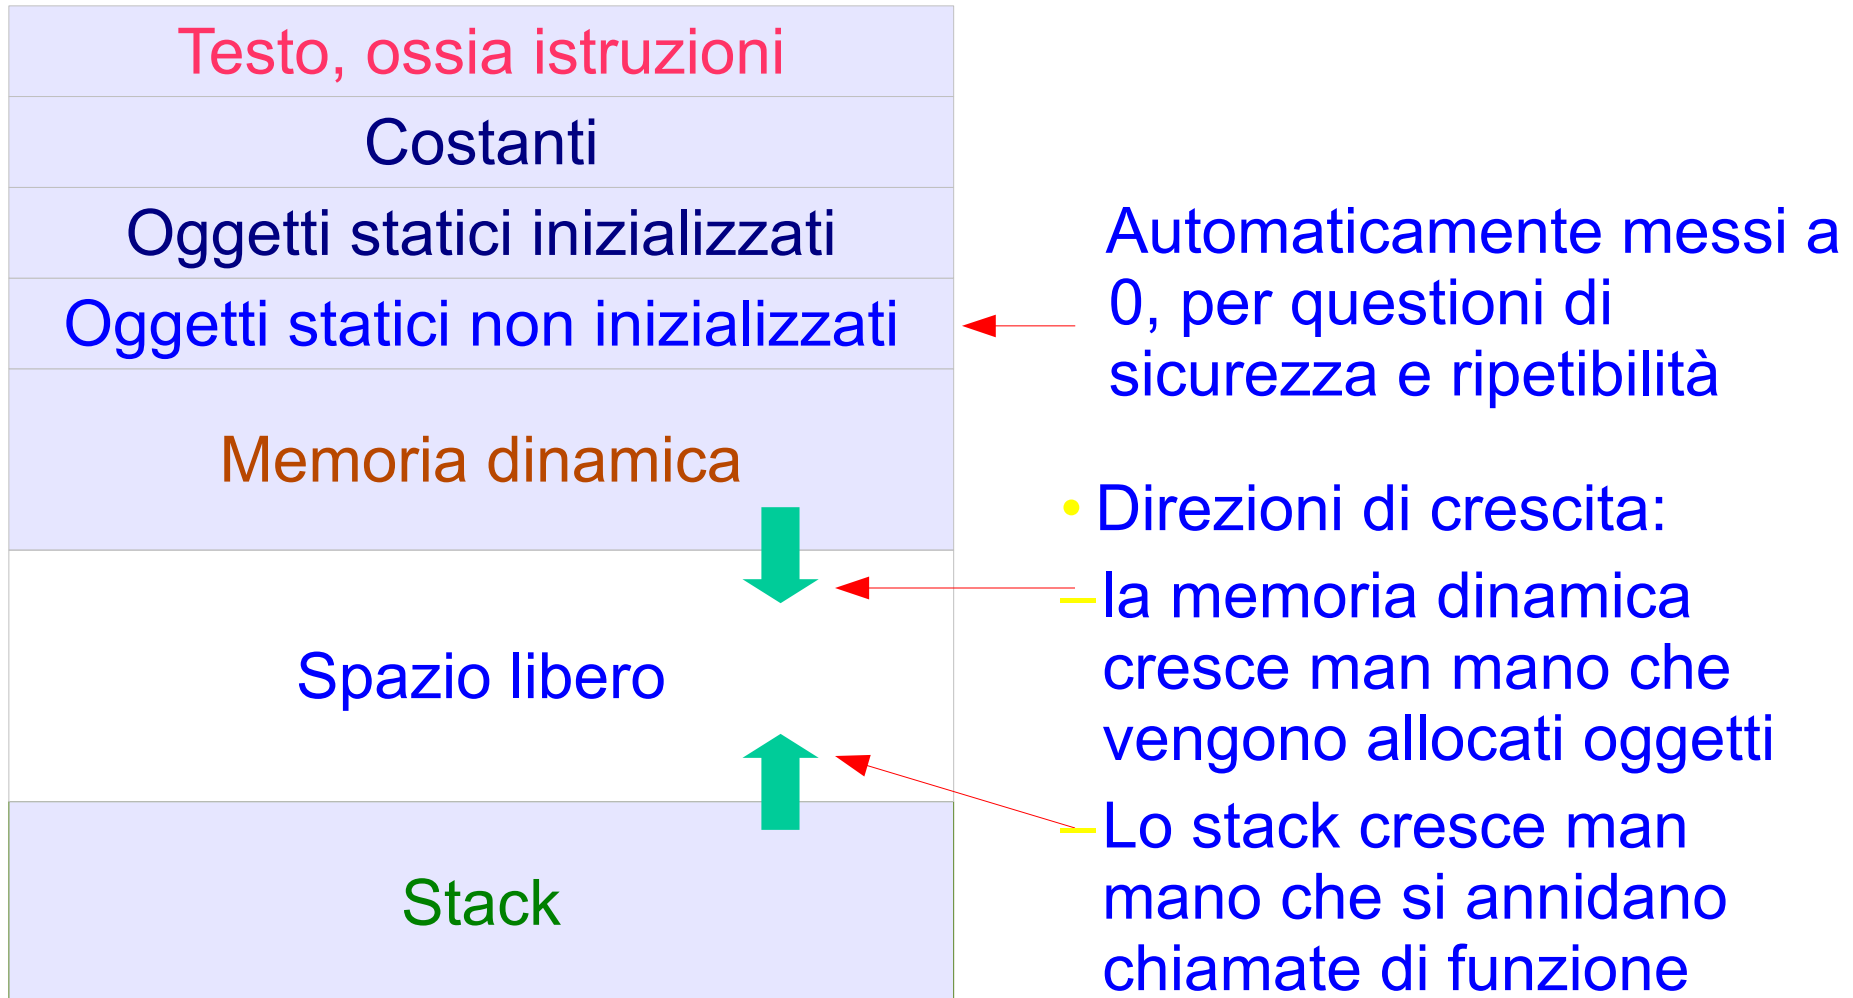 Testo, ossia istruzioni
Costanti
Oggetti statici inizializzati
Oggetti statici non inizializzati
Memoria dinamica
Spazio libero
Stack
Automaticamente messi a
0, per questioni di
sicurezza e ripetibilità
• Direzioni di crescita:
– la memoria dinamica
cresce man mano che
vengono allocati oggetti
– Lo stack cresce man
mano che si annidano
chiamate di funzione